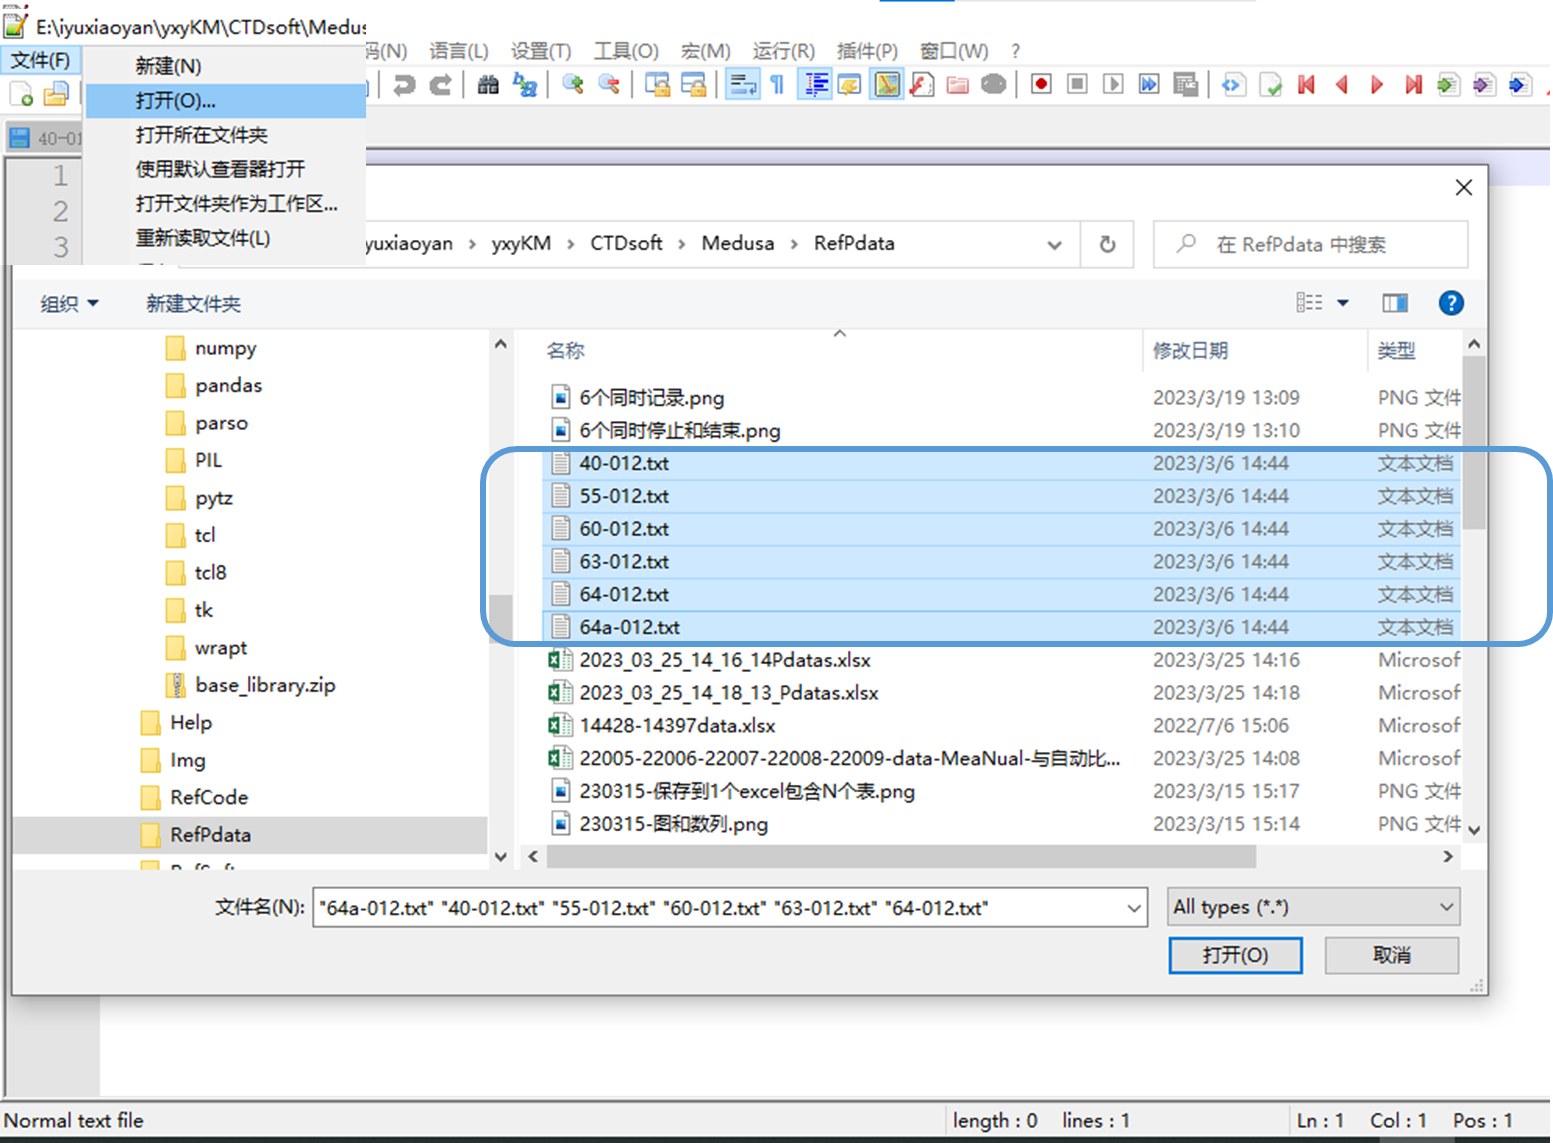 E:\iyuxiaoyan\yxyKM\CTDsoft\Medus
文件(F) 码(N) 语言(L) 设置(T) 工具(O) 宏(M) 运行(R) 插件(P) 窗口(W) ?
新建(N)
打开(O)...
打开所在文件夹
使用默认查看器打开
打开文件夹作为工作区...
重新读取文件(L)
40-01
1
2
3
yuxiaoyan > yxyKM > CTDsoft > Medusa > RefPdata
在 RefPdata 中搜索
组织 新建文件夹
numpy
pandas
parso
PIL
pytz
tcl
tcl8
tk
wrapt
base_library.zip
Help
Img
RefCode
RefPdata
名称 修改日期 类型
6个同时记录.png 2023/3/19 13:09 PNG 文件
6个同时停止和结束.png 2023/3/19 13:10 PNG 文件
40-012.txt 2023/3/6 14:44 文本文档
55-012.txt 2023/3/6 14:44 文本文档
60-012.txt 2023/3/6 14:44 文本文档
63-012.txt 2023/3/6 14:44 文本文档
64-012.txt 2023/3/6 14:44 文本文档
64a-012.txt 2023/3/6 14:44 文本文档
2023_03_25_14_16_14Pdatas.xlsx 2023/3/25 14:16 Microsof
2023_03_25_14_18_13_Pdatas.xlsx 2023/3/25 14:18 Microsof
14428-14397data.xlsx 2022/7/6 15:06 Microsof
22005-22006-22007-22008-22009-data-MeaNual-与自动比... 2023/3/25 14:08 Microsof
230315-保存到1个excel包含N个表.png 2023/3/15 15:17 PNG 文件
230315-图和数列.png 2023/3/15 15:14 PNG 文件
文件名(N): "64a-012.txt" "40-012.txt" "55-012.txt" "60-012.txt" "63-012.txt" "64-012.txt" All types (*.*)
打开(O) 取消
Normal text file length : 0 lines : 1 Ln : 1 Col : 1 Pos : 1